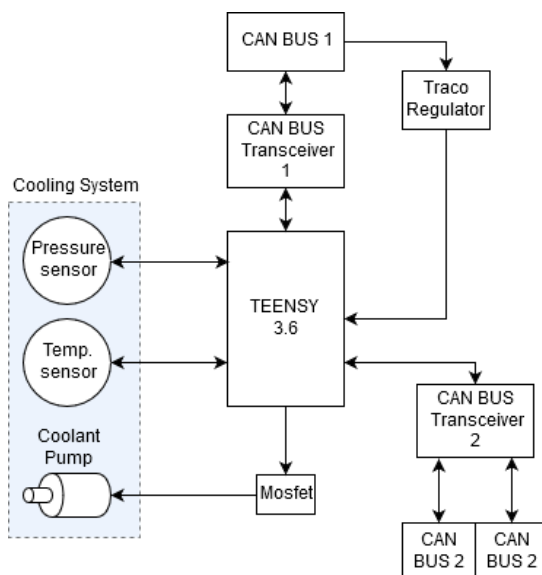 CAN BUS 1
Traco
Regulator
CAN BUS
Transceiver
1
Cooling System
Pressure
sensor
TEENSY
3.6
Temp.
sensor
CAN BUS
Transceiver
2
Coolant
Pump
Mosfet
CAN
BUS 2
CAN
BUS 2